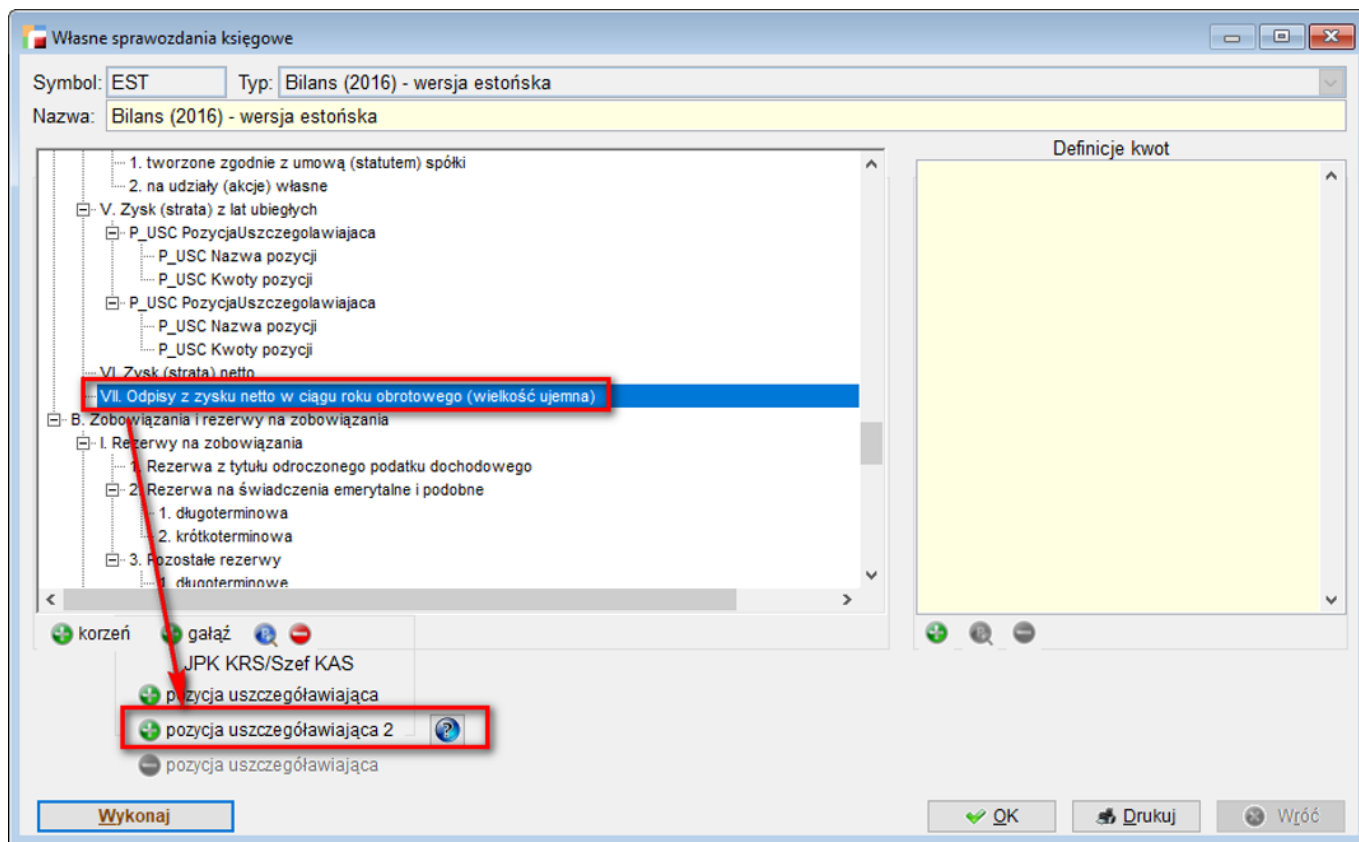 Własne sprawozdania księgowe
Symbol: EST Typ: Bilans (2016) - wersja estońska
Nazwa: Bilans (2016) - wersja estońska
1. tworzone zgodnie z umową (statutem) spółki
2. na udziały (akcje) własne
V. Zysk (strata) z lat ubiegłych
P_USC PozycjaUszczegolawiajaca
P_USC Nazwa pozycji
P_USC Kwoty pozycji
P_USC PozycjaUszczegolawiajaca
P_USC Nazwa pozycji
P_USC Kwoty pozycji
VI. Zysk (strata) netto
VII. Odpisy z zysku netto w ciągu roku obrotowego (wielkość ujemna)
B. Zobowiązania i rezerwy na zobowiązania
I. Rezerwy na zobowiązania
1. Rezerwa z tytułu odroczonego podatku dochodowego
2. Rezerwa na świadczenia emerytalne i podobne
1. długoterminowa
2. krótkoterminowa
3. Pozostałe rezerwy
1. długoterminowe
korzeń gałąź
JPK KRS/Szef KAS
pozycja uszczegóławiająca
pozycja uszczegóławiająca 2
pozycja uszczegóławiająca
Definicje kwot
Wykonaj OK Drukuj Wróć